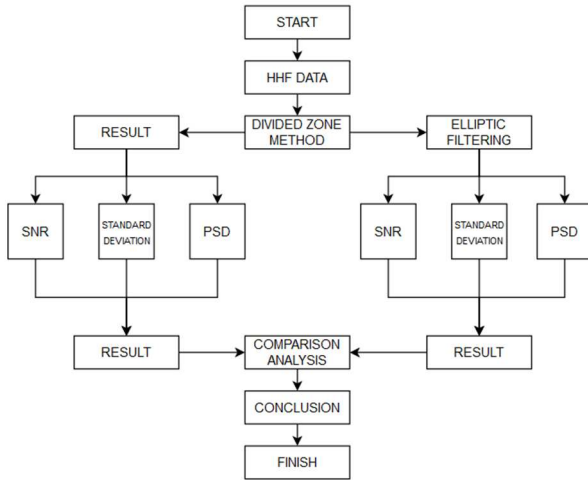 START
HHF DATA
RESULT
DIVIDED ZONE
METHOD
ELLIPTIC
FILTERING
SNR
STANDARD
DEVIATION
PSD
SNR
STANDARD
DEVIATION
PSD
RESULT
COMPARISON
ANALYSIS
RESULT
CONCLUSION
FINISH